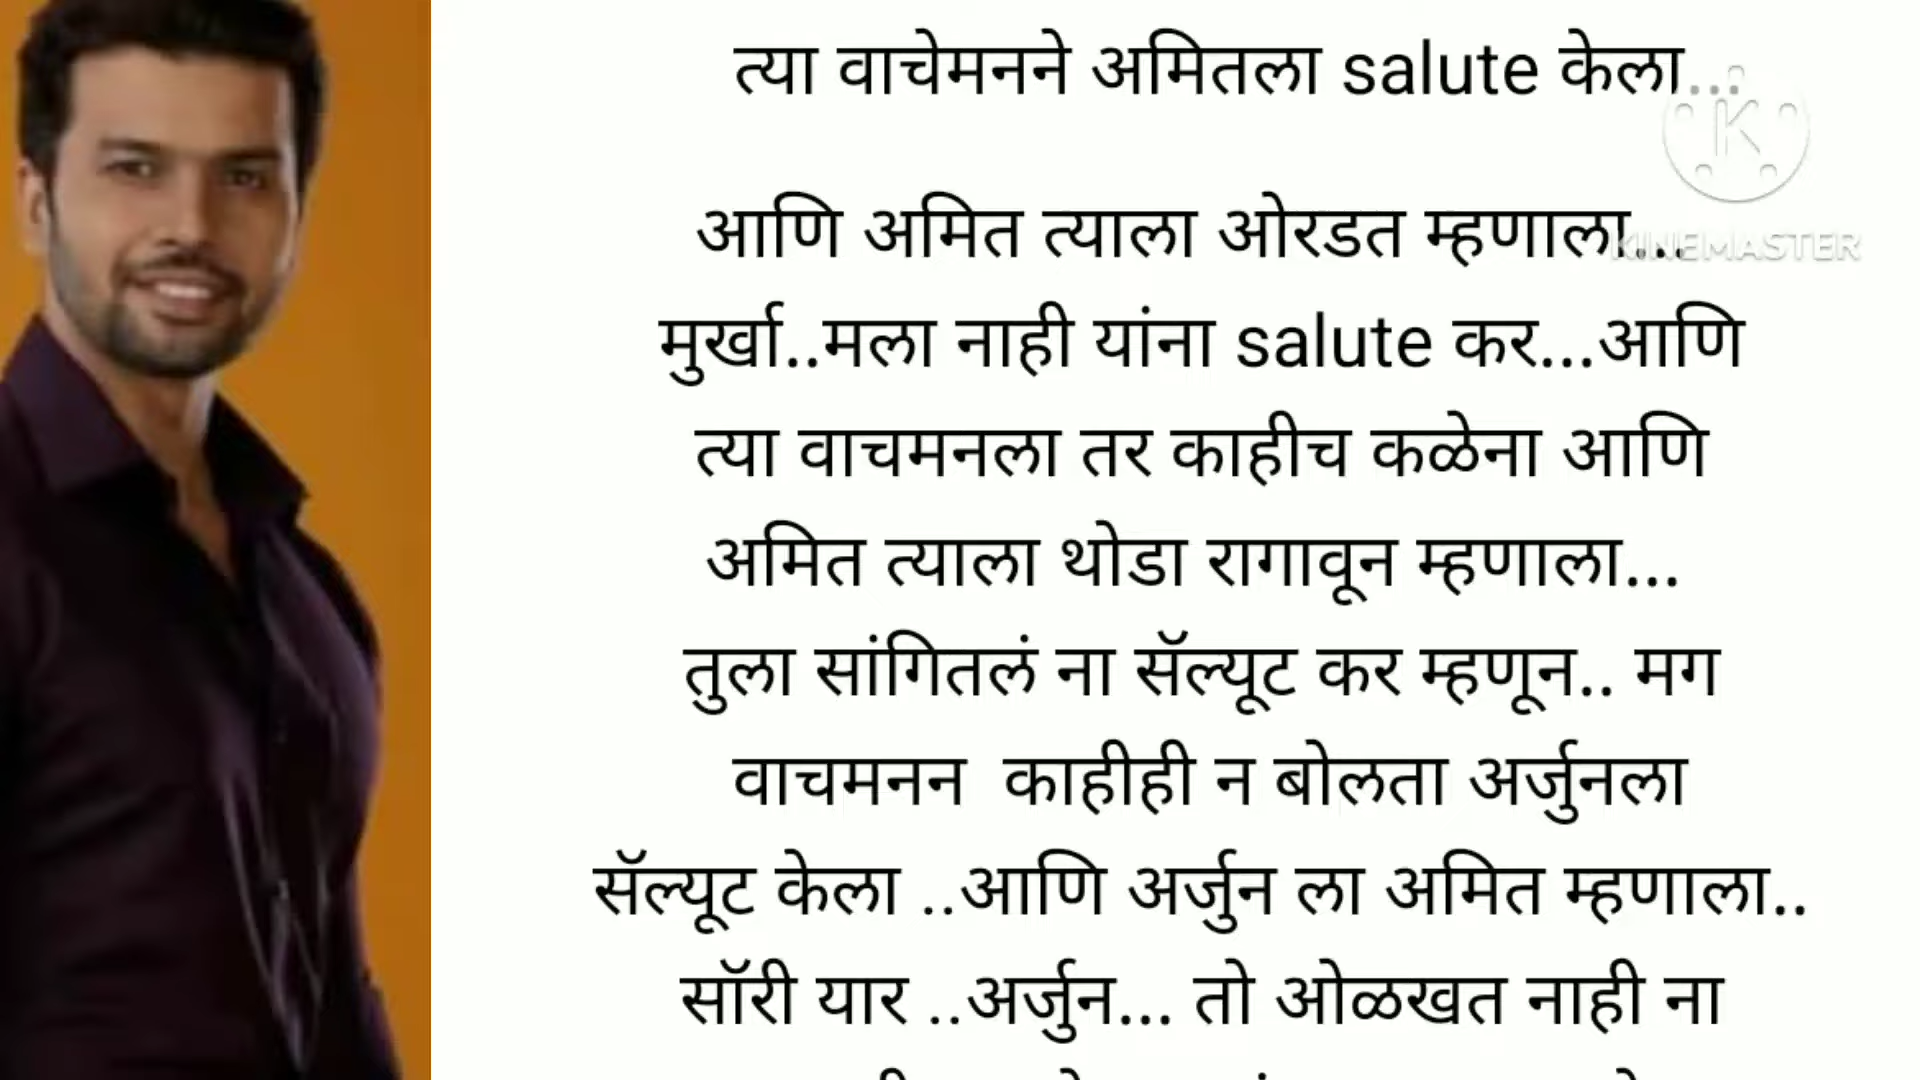 त्या वाचेमनने अमितला salute केला...
आणि अमित त्याला ओरडत म्हणाला...
मुर्खा..मला नाही यांना salute कर...आणि
त्या वाचमनला तर काहीच कळेना आणि
अमित त्याला थोडा रागावून म्हणाला...
तुला सांगितलं ना सॅल्यूट कर म्हणून.. मग
वाचमनन काहीही न बोलता अर्जुनला
सॅल्यूट केला ..आणि अर्जुन ला अमित म्हणाला..
सॉरी यार ..अर्जुन... तो ओळखत नाही ना
K
KINEMASTER